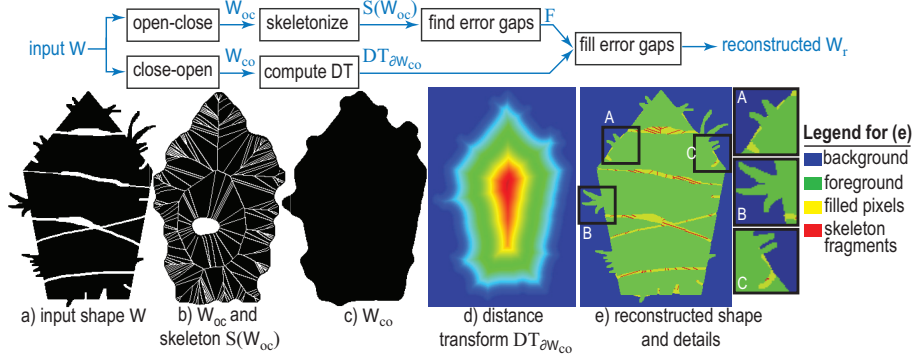 input W
open-close
W_oc
skeletonize
S(W_oc)
find error gaps
F
close-open
W_co
compute DT
DT_∂W_co
fill error gaps
reconstructed W_r
A
C
B
A
B
C
Legend for (e)
background
foreground
filled pixels
skeleton
fragments
a) input shape W
b) W_oc and
skeleton S(W_oc)
c) W_co
d) distance
transform DT_∂W_co
e) reconstructed shape
and details